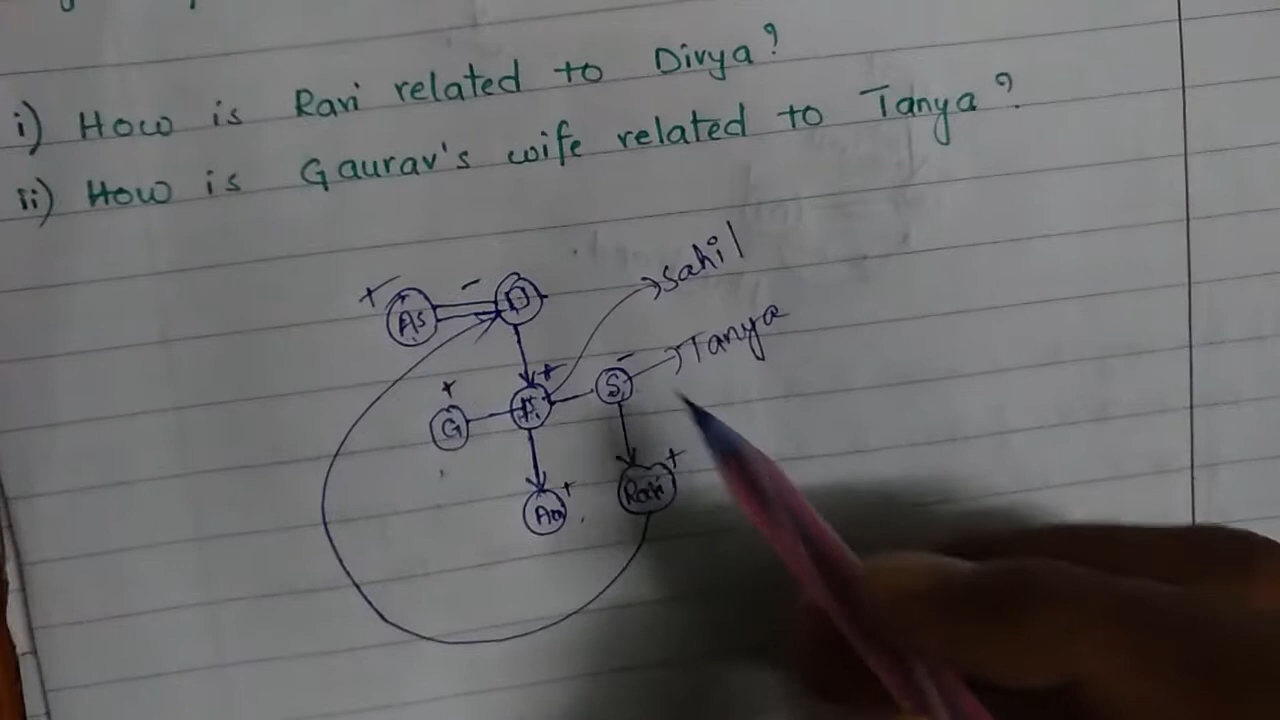 i) How is Ravi related to Divya?
ii) How is Gaurav's wife related to Tanya?
Sahil
+ - D
As
Tanya
+ + - S
G
+ +
Ravi